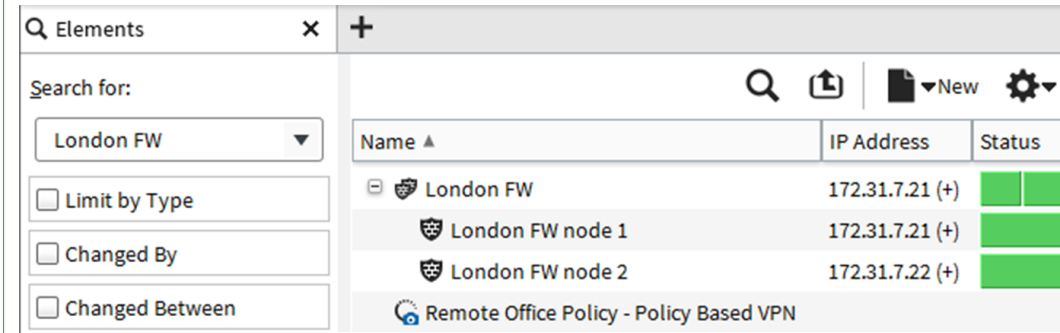 Elements
Search for:
London FW
Limit by Type
Changed By
Changed Between
New
Name IP Address Status
London FW 172.31.7.21 (+)
London FW node 1 172.31.7.21 (+)
London FW node 2 172.31.7.22 (+)
Remote Office Policy - Policy Based VPN